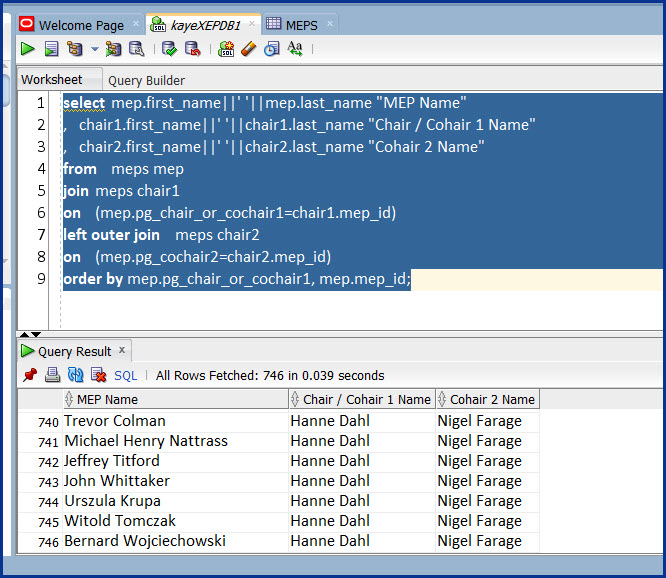 Welcome Page × kayeXEPDB1 × MEPS ×
SQL
Worksheet Query Builder
1 select mep.first_name||' '||mep.last_name "MEP Name"
2 , chair1.first_name||' '||chair1.last_name "Chair / Cohair 1 Name"
3 , chair2.first_name||' '||chair2.last_name "Cohair 2 Name"
4 from meps mep
5 join meps chair1
6 on (mep.pg_chair_or_cochair1=chair1.mep_id)
7 left outer join meps chair2
8 on (mep.pg_cochair2=chair2.mep_id)
9 order by mep.pg_chair_or_cochair1, mep.mep_id;
Query Result ×
SQL | All Rows Fetched: 746 in 0.039 seconds
MEP Name Chair / Cohair 1 Name Cohair 2 Name
740 Trevor Colman Hanne Dahl Nigel Farage
741 Michael Henry Nattrass Hanne Dahl Nigel Farage
742 Jeffrey Titford Hanne Dahl Nigel Farage
743 John Whittaker Hanne Dahl Nigel Farage
744 Urszula Krupa Hanne Dahl Nigel Farage
745 Witold Tomczak Hanne Dahl Nigel Farage
746 Bernard Wojciechowski Hanne Dahl Nigel Farage